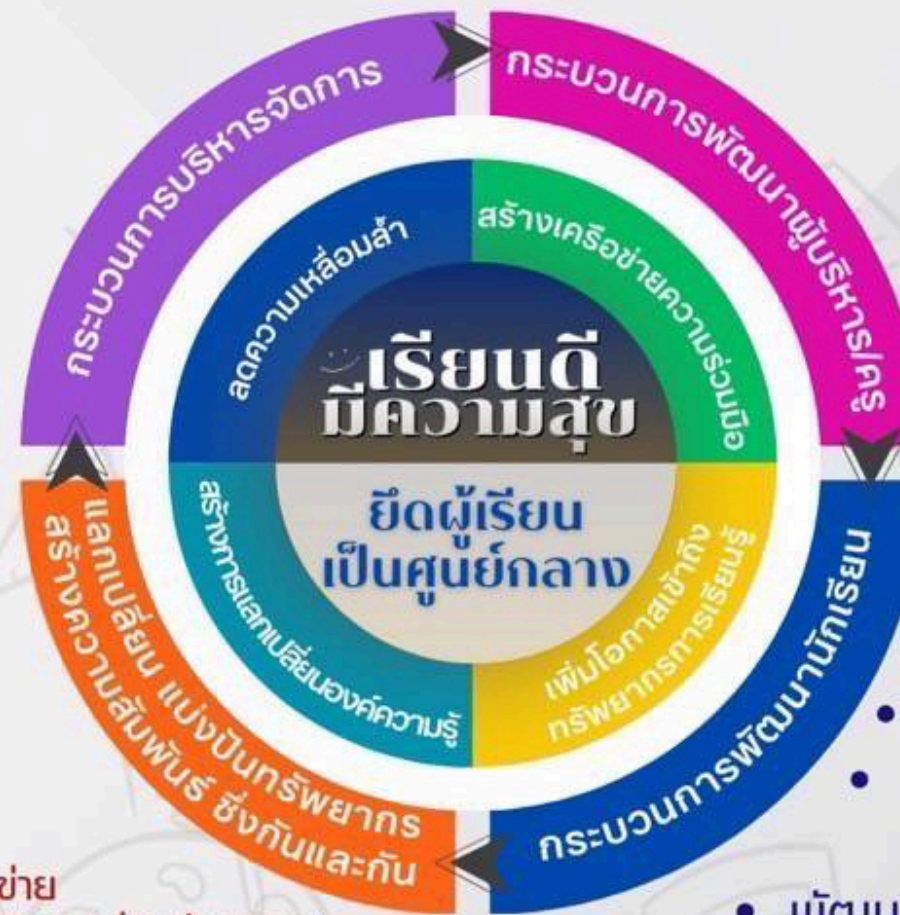 กระบวนการบริหารจัดการ
กระบวนการพัฒนาผู้บริหาร/ครู
ลดความเหลื่อมล้ำ
สร้างเครือข่ายความร่วมมือ
เรียนดี
มีความสุข
ยึดผู้เรียน
เป็นศูนย์กลาง
สร้างการแลกเปลี่ยนองค์ความรู้
เพิ่มโอกาสเข้าถึง
ทรัพยากรการเรียนรู้
แลกเปลี่ยน แบ่งปันทรัพยากร
สร้างความสัมพันธ์ ซึ่งกันและกัน
กระบวนการพัฒนานักเรียน
ข่าย